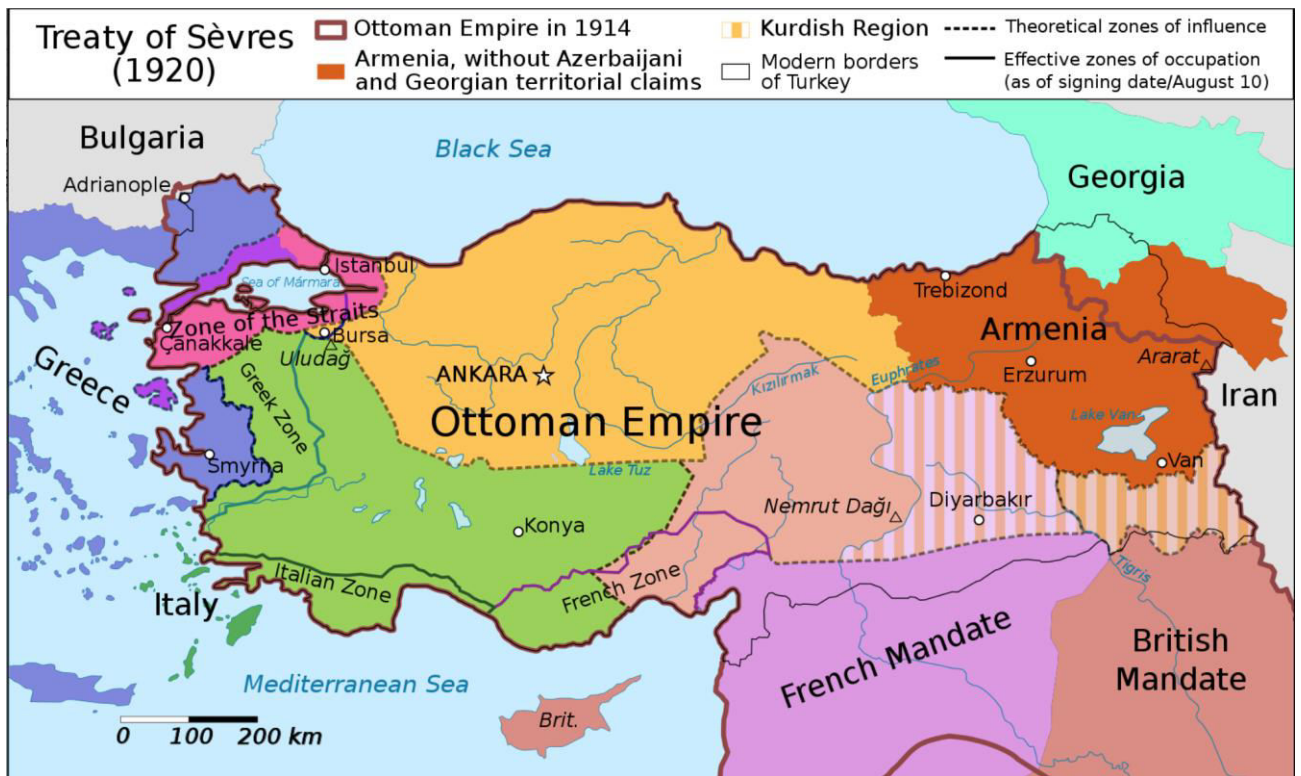 Treaty of Sèvres
(1920)
Ottoman Empire in 1914
Armenia, without Azerbaijani
and Georgian territorial claims
Kurdish Region
Modern borders
of Turkey
Theoretical zones of influence
Effective zones of occupation
(as of signing date/August 10)
Bulgaria
Black Sea
Adrianople
Georgia
Istanbul
Sea of Mármara
Trebizond
Zone of the Straits
Çanakkale
Bursa
Uludağ
Armenia
Ararat
Greece
Greek Zone
ANKARA
Kızılırmak
Euphrates
Erzurum
Iran
Ottoman Empire
Lake Van
Smyrna
Lake Tuz
Van
Nemrut Dağı
Diyarbakır
Konya
Italian Zone
French Zone
Tigris
Italy
French Mandate
British
Mandate
Mediterranean Sea
Brit.
0 100 200 km